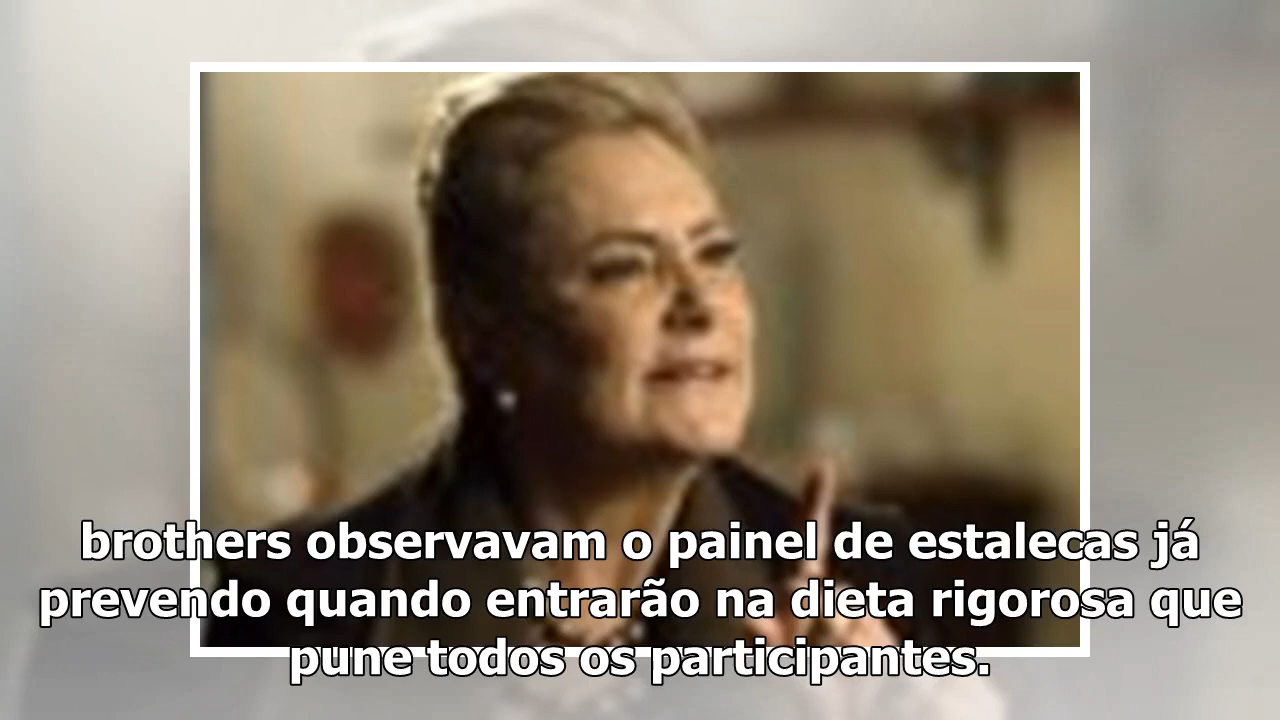 brothers observavam o painel de estalecas já
prevendo quando entrarão na dieta rigorosa que
pune todos os participantes.